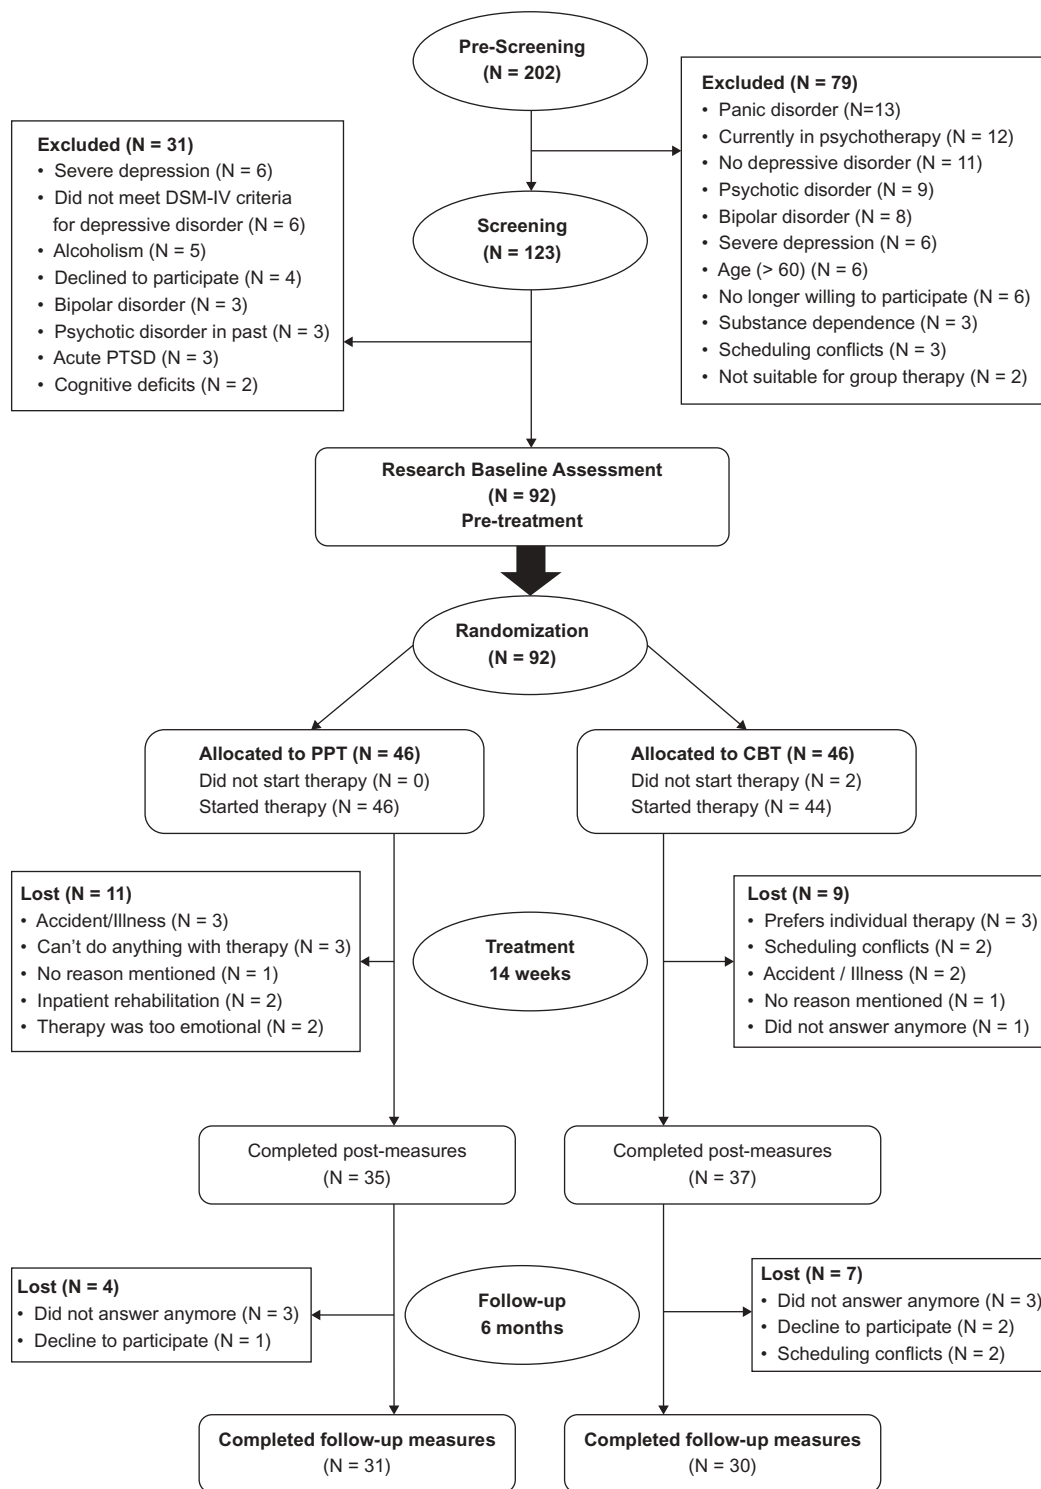 Pre-Screening
(N = 202)
Excluded (N = 79)
• Panic disorder (N=13)
• Currently in psychotherapy (N = 12)
• No depressive disorder (N = 11)
• Psychotic disorder (N = 9)
• Bipolar disorder (N = 8)
• Severe depression (N = 6)
• Age (> 60) (N = 6)
• No longer willing to participate (N = 6)
• Substance dependence (N = 3)
• Scheduling conflicts (N = 3)
• Not suitable for group therapy (N = 2)
Excluded (N = 31)
• Severe depression (N = 6)
• Did not meet DSM-IV criteria
for depressive disorder (N = 6)
• Alcoholism (N = 5)
• Declined to participate (N = 4)
• Bipolar disorder (N = 3)
• Psychotic disorder in past (N = 3)
• Acute PTSD (N = 3)
• Cognitive deficits (N = 2)
Screening
(N = 123)
Research Baseline Assessment
(N = 92)
Pre-treatment
Randomization
(N = 92)
Allocated to PPT (N = 46)
Did not start therapy (N = 0)
Started therapy (N = 46)
Allocated to CBT (N = 46)
Did not start therapy (N = 2)
Started therapy (N = 44)
Lost (N = 11)
• Accident/Illness (N = 3)
• Can't do anything with therapy (N = 3)
• No reason mentioned (N = 1)
• Inpatient rehabilitation (N = 2)
• Therapy was too emotional (N = 2)
Treatment
14 weeks
Lost (N = 9)
• Prefers individual therapy (N = 3)
• Scheduling conflicts (N = 2)
• Accident / Illness (N = 2)
• No reason mentioned (N = 1)
• Did not answer anymore (N = 1)
Completed post-measures
(N = 35)
Completed post-measures
(N = 37)
Lost (N = 4)
• Did not answer anymore (N = 3)
• Decline to participate (N = 1)
Follow-up
6 months
Lost (N = 7)
• Did not answer anymore (N = 3)
• Decline to participate (N = 2)
• Scheduling conflicts (N = 2)
Completed follow-up measures
(N = 31)
Completed follow-up measures
(N = 30)